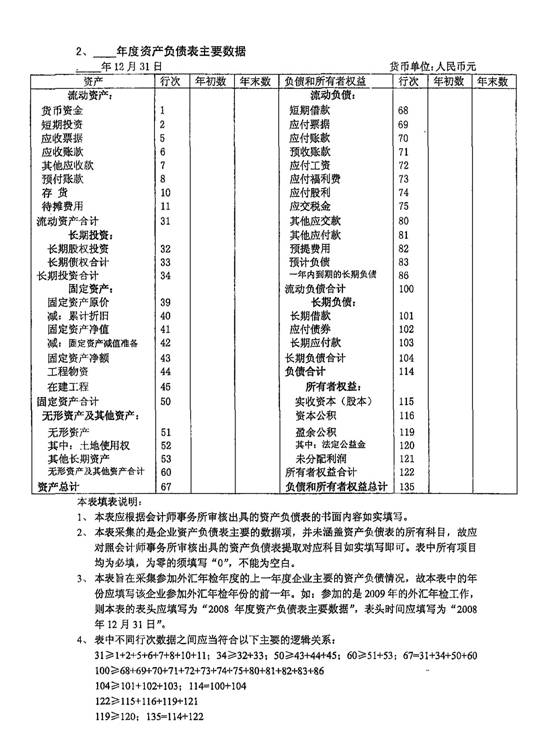 2、____年度资产负债表主要数据
____年12月31日 货币单位:人民币元
资产 行次 年初数 年末数 负债和所有者权益 行次 年初数 年末数
流动资产: 流动负债:
货币资金 1 短期借款 68
短期投资 2 应付票据 69
应收票据 5 应付账款 70
应收账款 6 预收账款 71
其他应收款 7 应付工资 72
预付账款 8 应付福利费 73
存 货 10 应付股利 74
待摊费用 11 应交税金 75
流动资产合计 31 其他应交款 80
长期投资: 其他应付款 81
长期股权投资 32 预提费用 82
长期债权合计 33 预计负债 83
长期投资合计 34 一年内到期的长期负债 86
固定资产: 流动负债合计 100
固定资产原价 39 长期负债:
减:累计折旧 40 长期借款 101
固定资产净值 41 应付债券 102
减:固定资产减值准备 42 长期应付款 103
固定资产净额 43 长期负债合计 104
工程物资 44 负债合计 114
在建工程 45 所有者权益:
固定资产合计 50 实收资本(股本) 115
无形资产及其他资产: 资本公积 116
无形资产 51 盈余公积 119
其中:土地使用权 52 其中:法定公益金 120
其他长期资产 53 未分配利润 121
无形资产及其他资产合计 60 所有者权益合计 122
资产总计 67 负债和所有者权益总计 135
本表填表说明:
1、本表应根据会计师事务所审核出具的资产负债表的书面内容如实填写。
2、本表采集的是企业资产负债表主要的数据项,并未涵盖资产负债表的所有科目,故应
对照会计师事务所审核出具的资产负债表提取对应科目如实填写即可。表中所有项目
均为必填,为零的须填写“0”,不能为空白。
3、本表旨在采集参加外汇年检年度的上一年度企业主要的资产负债情况,故本表中的年
份应填写该企业参加外汇年检年份的前一年。如:参加的是2009年的外汇年检工作,
则本表的表头应填写为“2008 年度资产负债表主要数据”,表头时间应填写为“2008
年12月31日”。
4、表中不同行次数据之间应当符合以下主要的逻辑关系:
31≥1+2+5+6+7+8+10+11;34≥32+33;50≥43+44+45;60≥51+53;67=31+34+50+60
100≥68+69+70+71+72+73+74+75+80+81+82+83+86
104≥101+102+103;114=100+104
122≥115+116+119+121
119≥120;135=114+122